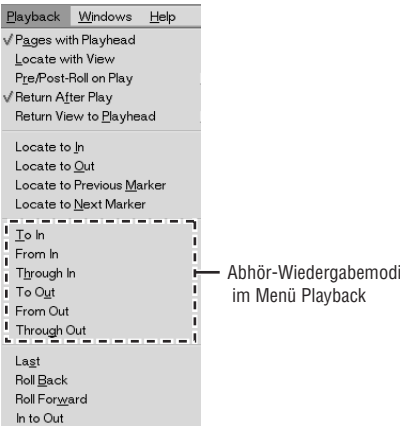 Playback Windows Help
√ Pages with Playhead
Locate with View
Pre/Post-Roll on Play
√ Return After Play
Return View to Playhead
Locate to In
Locate to Out
Locate to Previous Marker
Locate to Next Marker
To In
From In
Through In
To Out
From Out
Through Out
Abhör-Wiedergabemodi
im Menü Playback
Last
Roll Back
Roll Forward
In to Out